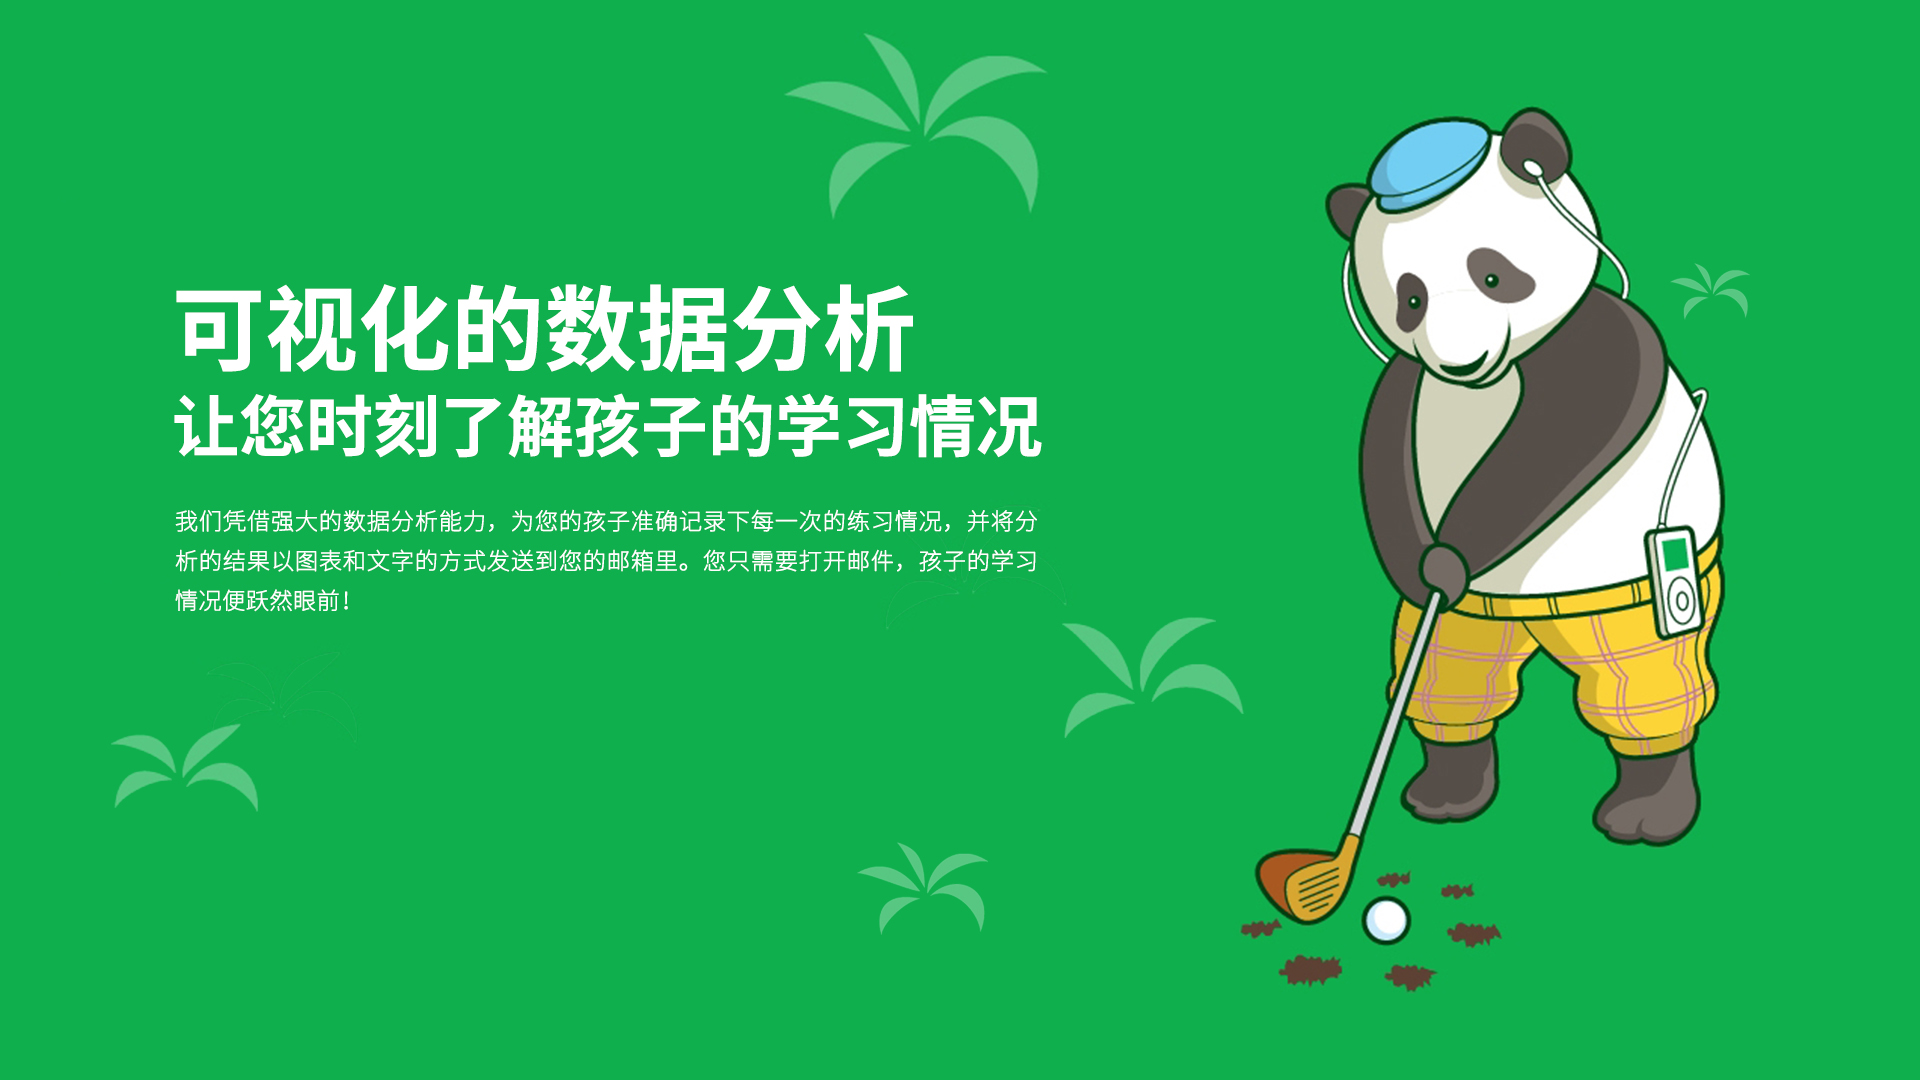 可视化的数据分析
让您时刻了解孩子的学习情况
我们凭借强大的数据分析能力，为您的孩子准确记录下每一次的练习情况，并将分
析的结果以图表和文字的方式发送到您的邮箱里。您只需要打开邮件，孩子的学习
情况便跃然眼前！